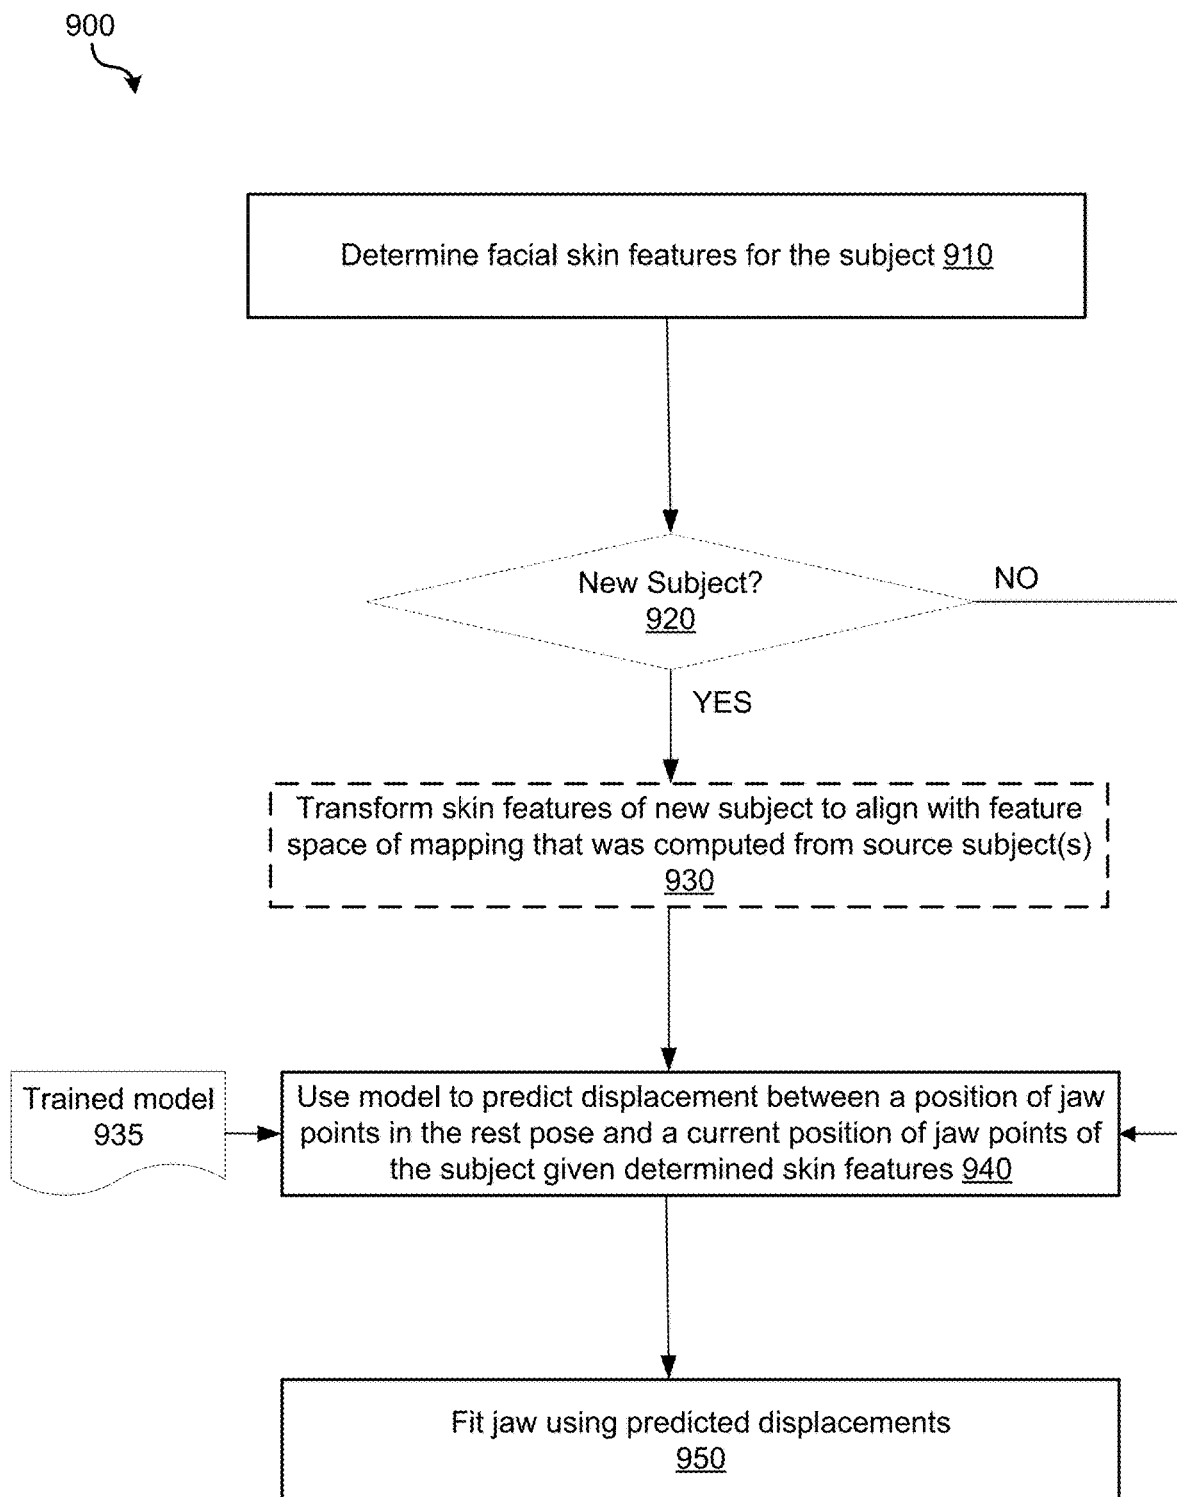 900
Determine facial skin features for the subject 910
New Subject?
920
NO
YES
Transform skin features of new subject to align with feature
space of mapping that was computed from source subject(s)
930
Trained model
935
Use model to predict displacement between a position of jaw
points in the rest pose and a current position of jaw points of
the subject given determined skin features 940
Fit jaw using predicted displacements
950